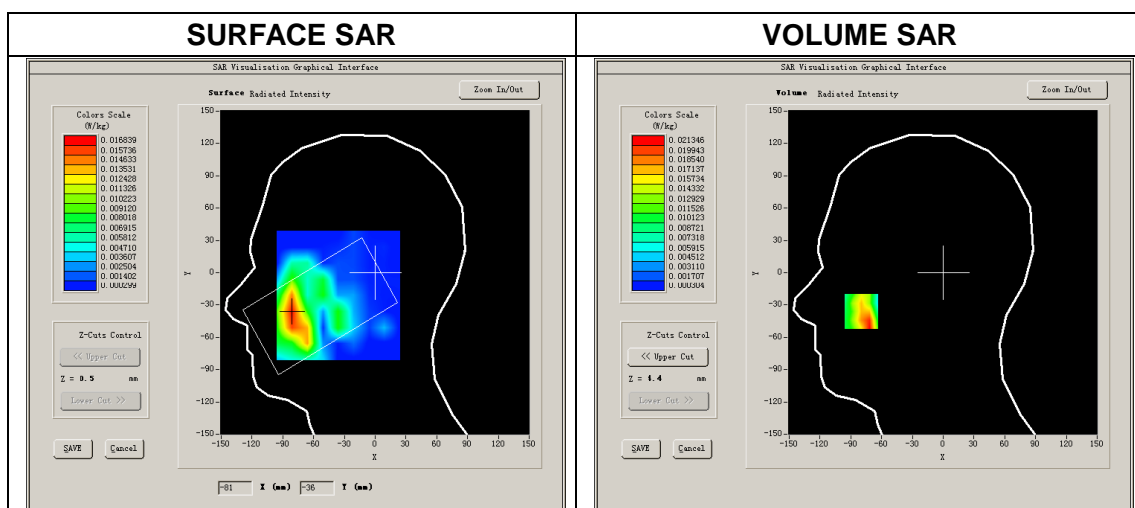 SURFACE SAR
VOLUME SAR
SAR Visualisation Graphical Interface
Surface Radiated Intensity
Zoom In/Out
Colors Scale
(W/kg)
0.016839
0.015736
0.014633
0.013531
0.012428
0.011326
0.010223
0.009120
0.008018
0.006915
0.005812
0.004710
0.003607
0.002504
0.001402
0.000299
150
120
90
60
30
0
-30
-60
-90
-120
-150
Y
-150 -120 -90 -60 -30 0 30 60 90 120 150
X
Z-Cuts Control
<< Upper Cut
Z = 0.5 mm
Lower Cut >>
SAVE
Cancel
-81 X (mm) -36 Y (mm)
SAR Visualisation Graphical Interface
Volume Radiated Intensity
Zoom In/Out
Colors Scale
(W/kg)
0.021346
0.019943
0.018540
0.017137
0.015734
0.014332
0.012929
0.011526
0.010123
0.008721
0.007318
0.005915
0.004512
0.003110
0.001707
0.000304
150
120
90
60
30
0
-30
-60
-90
-120
-150
Y
-150 -120 -90 -60 -30 0 30 60 90 120 150
X
Z-Cuts Control
<< Upper Cut
Z = 4.4 mm
Lower Cut >>
SAVE
Cancel